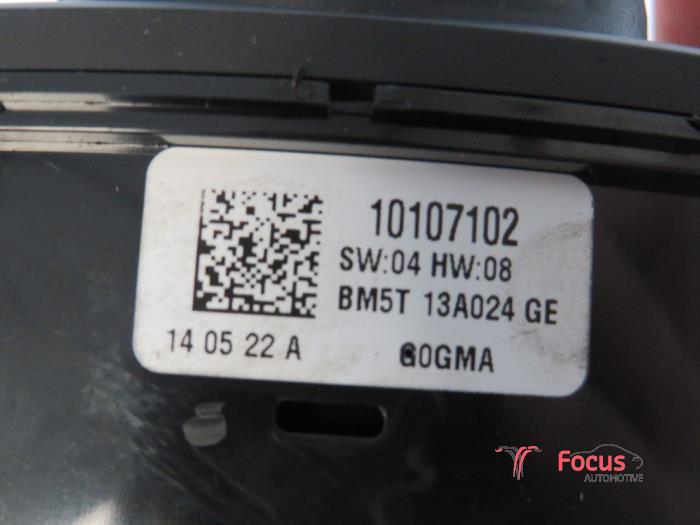 10107102
SW:04 HW:08
BM5T 13A024 GE
14 05 22 A G0GMA
Focus
AUTOMOTIVE